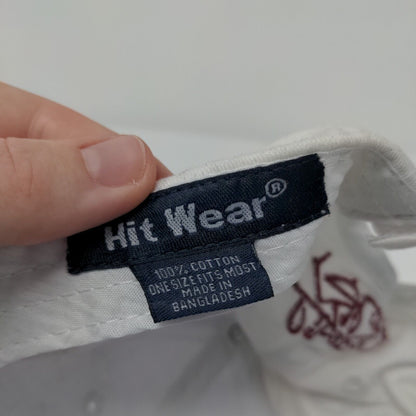 Hit Wear®
100% COTTON
ONE SIZE FITS MOST
MADE IN
BANGLADESH